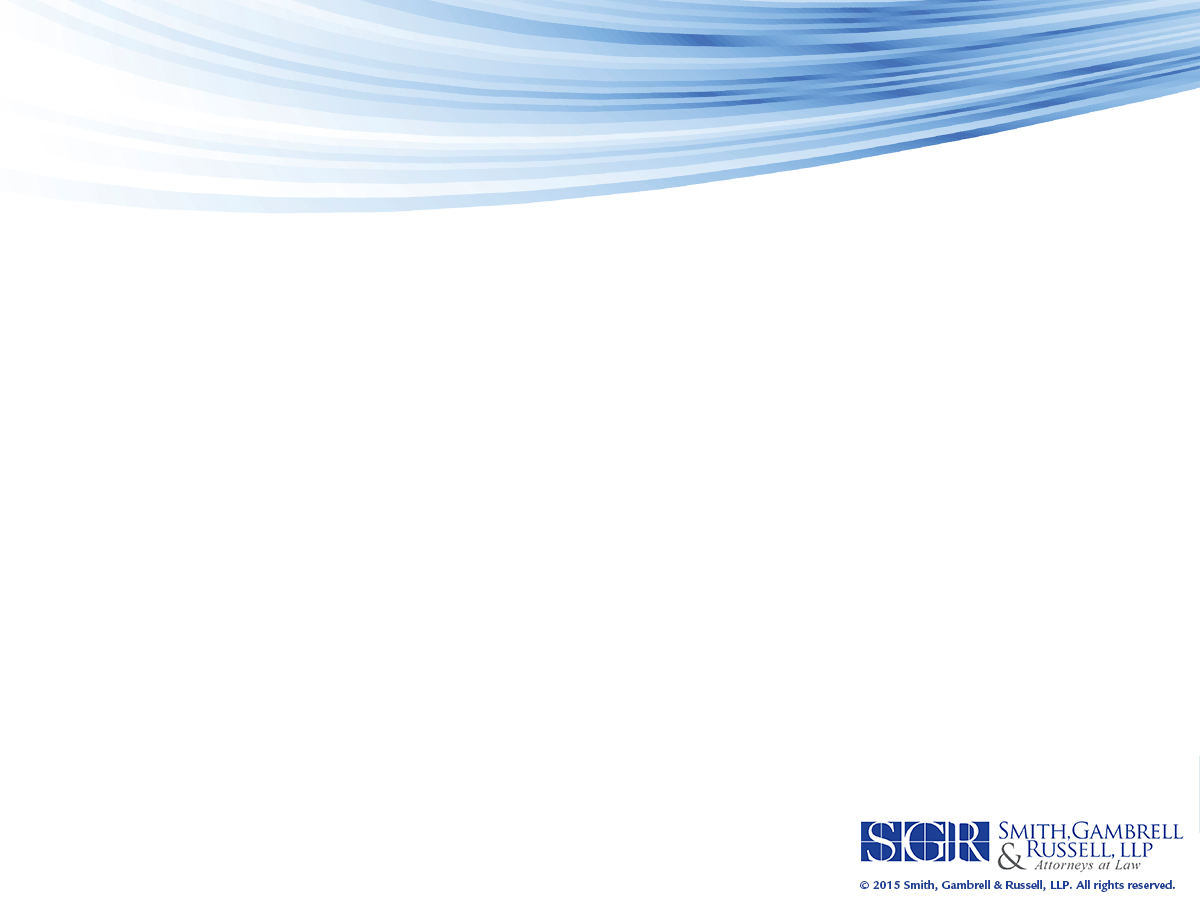 SGR
SMITH, GAMBRELL
& RUSSELL, LLP
Attorneys at Law
© 2015 Smith, Gambrell & Russell, LLP. All rights reserved.